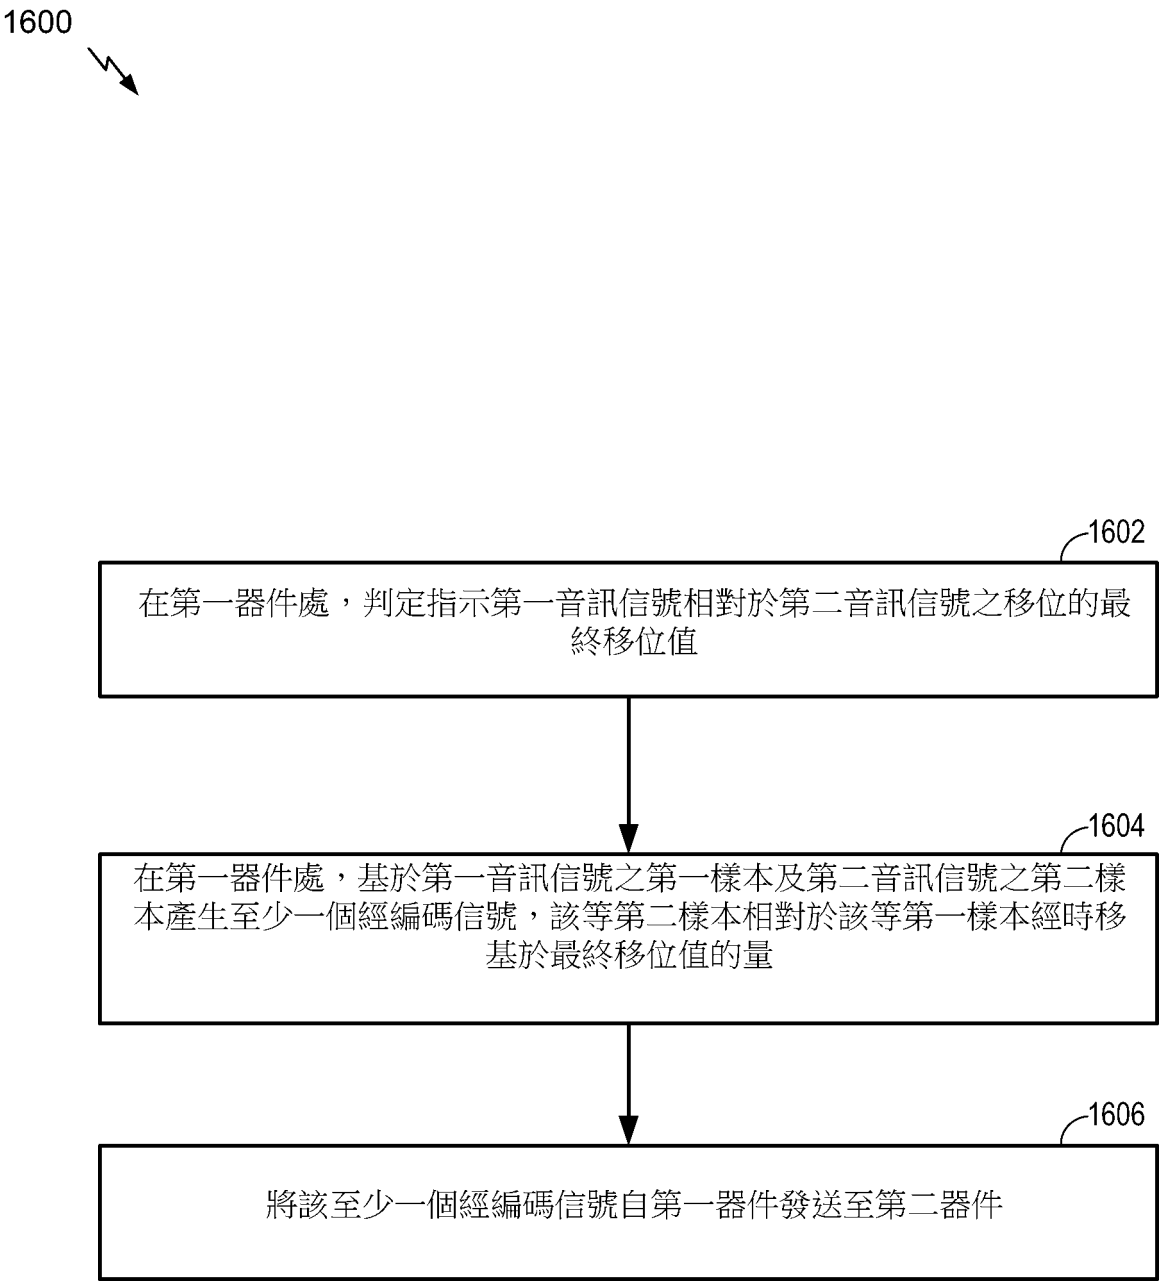 1600
1602
在第一器件處，判定指示第一音訊信號相對於第二音訊信號之移位的最
終移位值
1604
在第一器件處，基於第一音訊信號之第一樣本及第二音訊信號之第二樣
本產生至少一個經編碼信號，該等第二樣本相對於該等第一樣本經時移
基於最終移位值的量
1606
將該至少一個經編碼信號自第一器件發送至第二器件